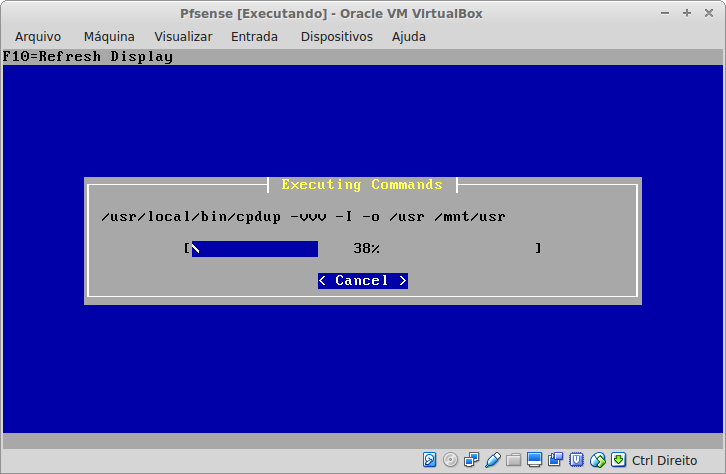 Pfsense [Executando] - Oracle VM VirtualBox
Arquivo Máquina Visualizar Entrada Dispositivos Ajuda
F10=Refresh Display
Executing Commands
/usr/local/bin/cpdup -vvv -I -o /usr /mnt/usr
[\ 38% ]
< Cancel >
Ctrl Direito